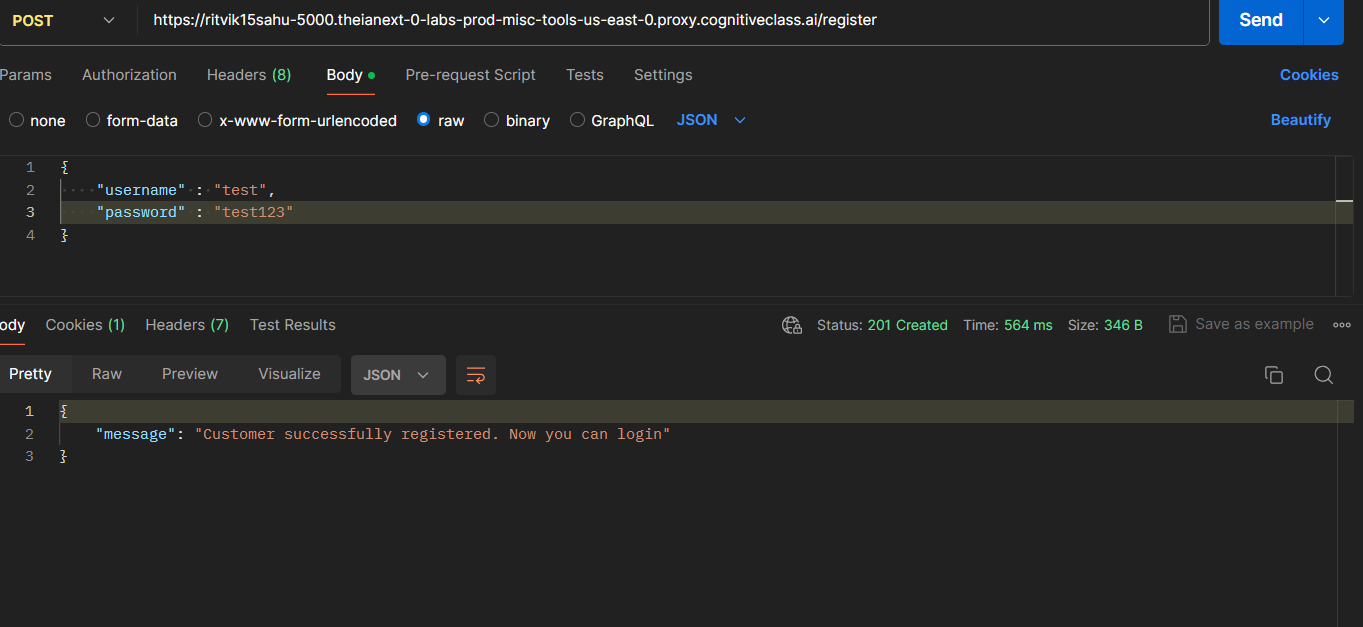 POST https://ritvik15sahu-5000.theianext-0-labs-prod-misc-tools-us-east-0.proxy.cognitiveclass.ai/register Send
Params Authorization Headers (8) Body Pre-request Script Tests Settings Cookies
none form-data x-www-form-urlencoded raw binary GraphQL JSON Beautify
1 {
2 "username" : "test",
3 "password" : "test123"
4 }
ody Cookies (1) Headers (7) Test Results Status: 201 Created Time: 564 ms Size: 346 B Save as example
Pretty Raw Preview Visualize JSON
1 {
2 "message": "Customer successfully registered. Now you can login"
3 }